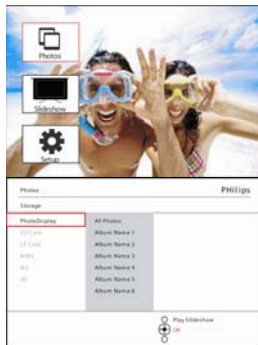 Photos
Slideshow
Setup
Photos
PHilips
Storage
PhotoDisplay
All Photos
Album Name 1
Album Name 2
Album Name 3
Album Name 4
Album Name 5
Album Name 6
Play Slideshow
OK